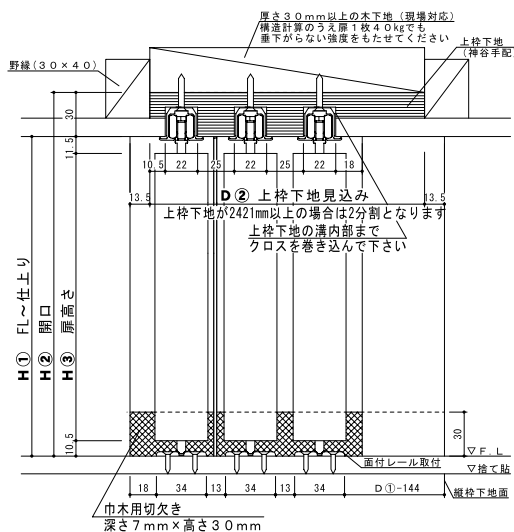 厚さ30mm以上の木下地（現場対応）
構造計算のうえ扉1枚40kgでも
垂下がらない強度をもたせてください
上枠下地
（神谷手配
野縁（30×40）
30
11.5
10.5 22 25 22 25 22 18
13.5 D② 上枠下地見込み 13.5
上枠下地が2421mm以上の場合は2分割となります
上枠下地の溝内部まで
クロスを巻き込んで下さい
H① FL～仕上り
H② 開口
H③ 扉高さ
10.5
30
▽F.L
面付レール取付
▽捨て貼
18 34 13 34 13 34 D①-144
縦枠下地面
巾木用切欠き
深さ7mm×高さ30mm